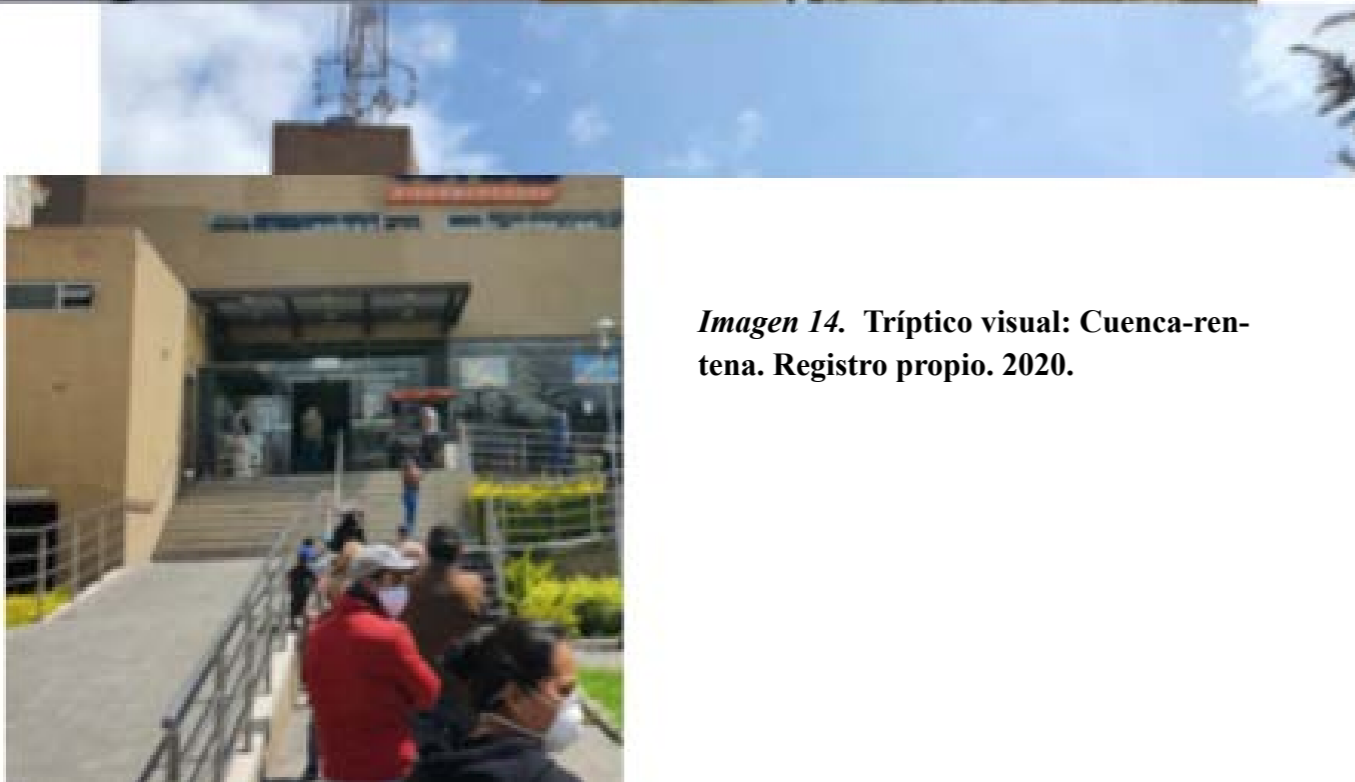 Imagen 14. Tríptico visual: Cuenca-ren-
tena. Registro propio. 2020.